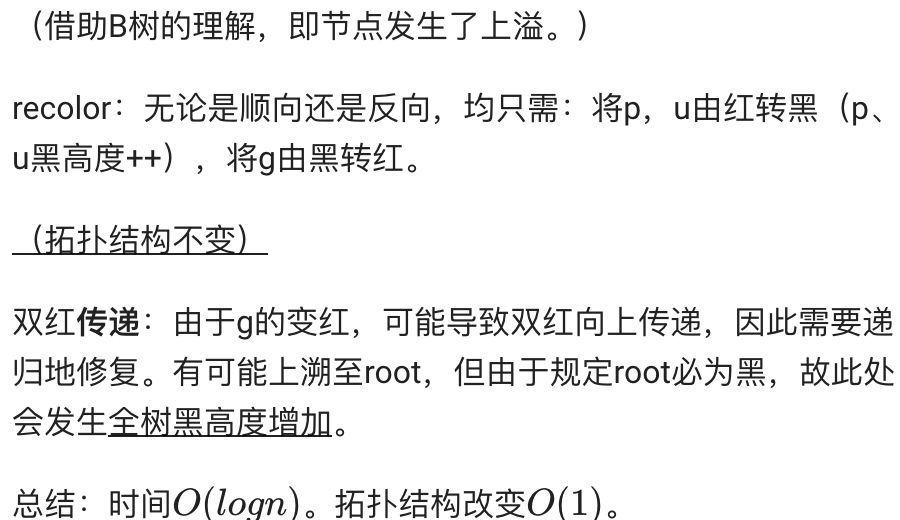 （借助B树的理解，即节点发生了上溢。）
recolor：无论是顺向还是反向，均只需：将p，u由红转黑（p、
u黑高度++），将g由黑转红。
（拓扑结构不变）
双红传递：由于g的变红，可能导致双红向上传递，因此需要递
归地修复。有可能上溯至root，但由于规定root必为黑，故此处
会发生全树黑高度增加。
总结：时间O(logn)。拓扑结构改变O(1)。